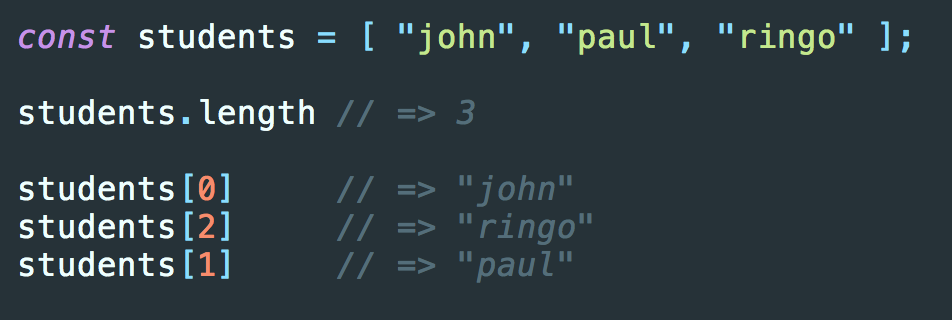 const students = [ "john", "paul", "ringo" ];
students.length // => 3
students[0]     // => "john"
students[2]     // => "ringo"
students[1]     // => "paul"